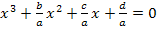 x³ + b/a x² + c/a x + d/a = 0